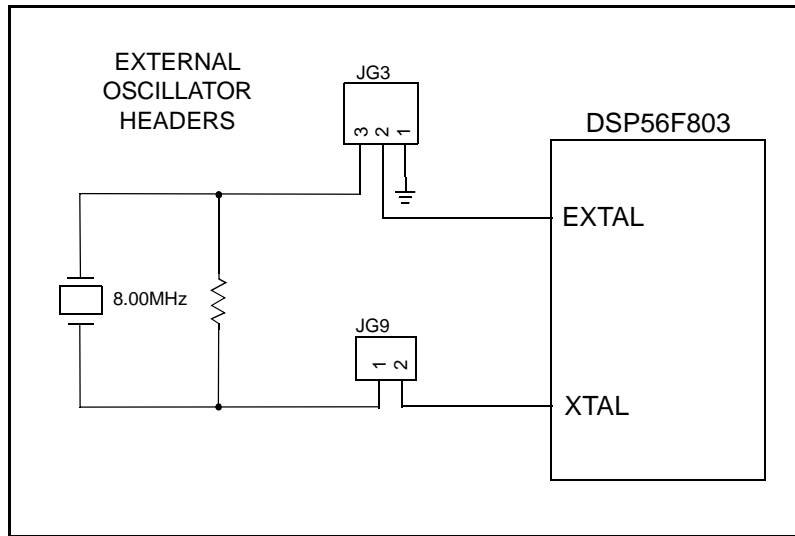 EXTERNAL
OSCILLATOR
HEADERS
JG3
3 2 1
DSP56F803
EXTAL
8.00MHz
JG9
1 2
XTAL